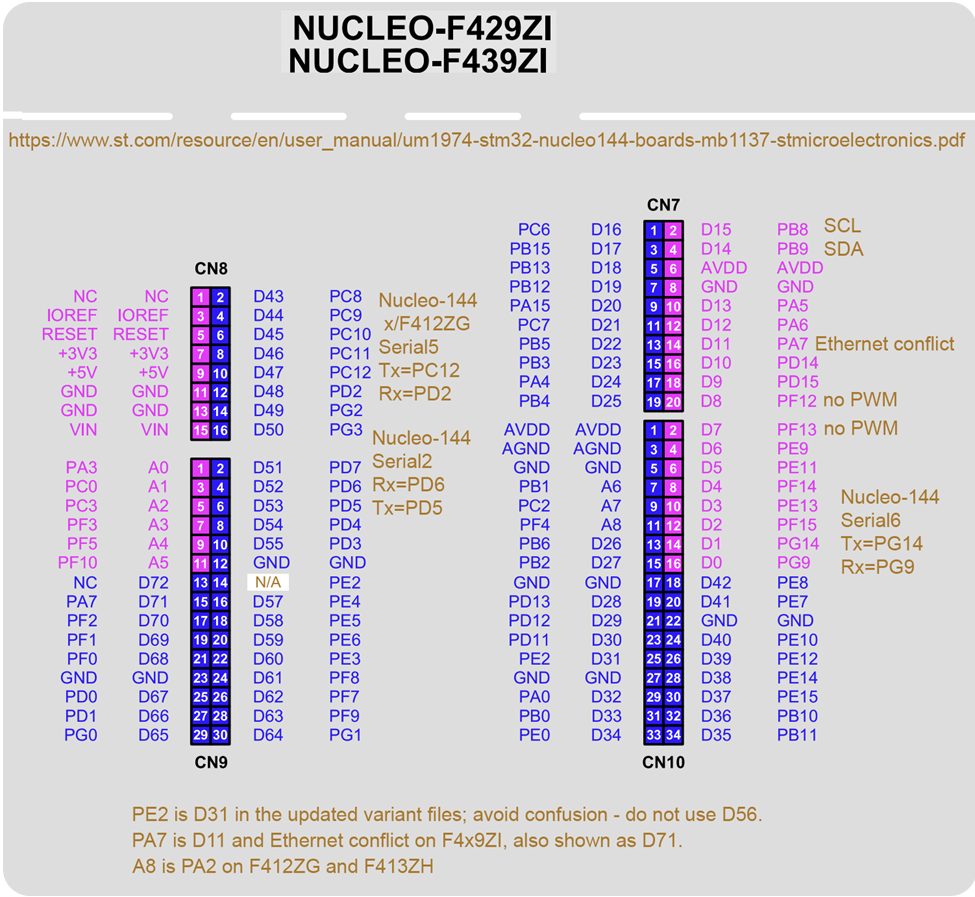 NUCLEO-F429ZI
NUCLEO-F439ZI
https://www.st.com/resource/en/user_manual/um1974-stm32-nucleo144-boards-mb1137-stmicroelectronics.pdf
CN8
NC NC 1 2 D43 PC8
IOREF IOREF 3 4 D44 PC9
RESET RESET 5 6 D45 PC10
+3V3 +3V3 7 8 D46 PC11
+5V +5V 9 10 D47 PC12
GND GND 11 12 D48 PD2
GND GND 13 14 D49 PG2
VIN VIN 15 16 D50 PG3
Nucleo-144
x/F412ZG
Serial5
Tx=PC12
Rx=PD2
PA3 A0 1 2 D51 PD7
PC0 A1 3 4 D52 PD6
PC3 A2 5 6 D53 PD5
PF3 A3 7 8 D54 PD4
PF5 A4 9 10 D55 PD3
PF10 A5 11 12 GND GND
NC D72 13 14 N/A PE2
PA7 D71 15 16 D57 PE4
PF2 D70 17 18 D58 PE5
PF1 D69 19 20 D59 PE6
PF0 D68 21 22 D60 PE3
GND GND 23 24 D61 PF8
PD0 D67 25 26 D62 PF7
PD1 D66 27 28 D63 PF9
PG0 D65 29 30 D64 PG1
CN9
Nucleo-144
Serial2
Rx=PD6
Tx=PD5
CN7
PC6 D16 1 2 D15 PB8 SCL
PB15 D17 3 4 D14 PB9 SDA
PB13 D18 5 6 AVDD AVDD
PB12 D19 7 8 GND GND
PA15 D20 9 10 D13 PA5
PC7 D21 11 12 D12 PA6
PB5 D22 13 14 D11 PA7 Ethernet conflict
PB3 D23 15 16 D10 PD14
PA4 D24 17 18 D9 PD15
PB4 D25 19 20 D8 PF12 no PWM
AVDD AVDD 1 2 D7 PF13 no PWM
AGND AGND 3 4 D6 PE9
GND GND 5 6 D5 PE11
PB1 A6 7 8 D4 PF14
PC2 A7 9 10 D3 PE13
PF4 A8 11 12 D2 PF15
PB6 D26 13 14 D1 PG14
PB2 D27 15 16 D0 PG9
GND GND 17 18 D42 PE8
PD13 D28 19 20 D41 PE7
PD12 D29 21 22 GND GND
PD11 D30 23 24 D40 PE10
PE2 D31 25 26 D39 PE12
GND GND 27 28 D38 PE14
PA0 D32 29 30 D37 PE15
PB0 D33 31 32 D36 PB10
PE0 D34 33 34 D35 PB11
CN10
Nucleo-144
Serial6
Tx=PG14
Rx=PG9
PE2 is D31 in the updated variant files; avoid confusion - do not use D56.
PA7 is D11 and Ethernet conflict on F4x9ZI, also shown as D71.
A8 is PA2 on F412ZG and F413ZH